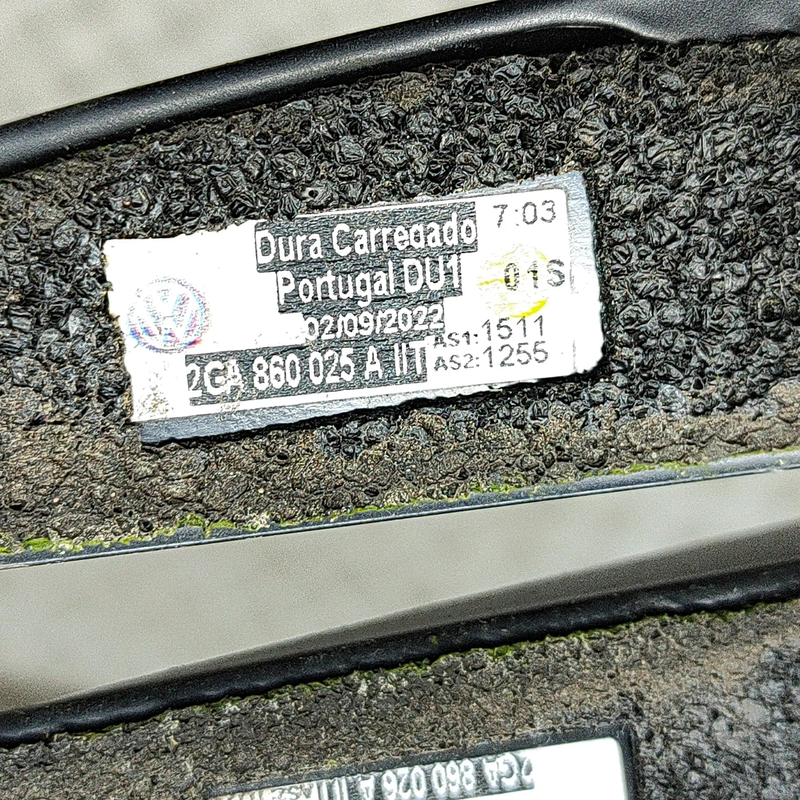 Dura Carregado
Portugal DU1
02/09/2022
2GA 860 025 A IIT
7:03
01S
AS1:1511
AS2:1255
2GA 860 026 A